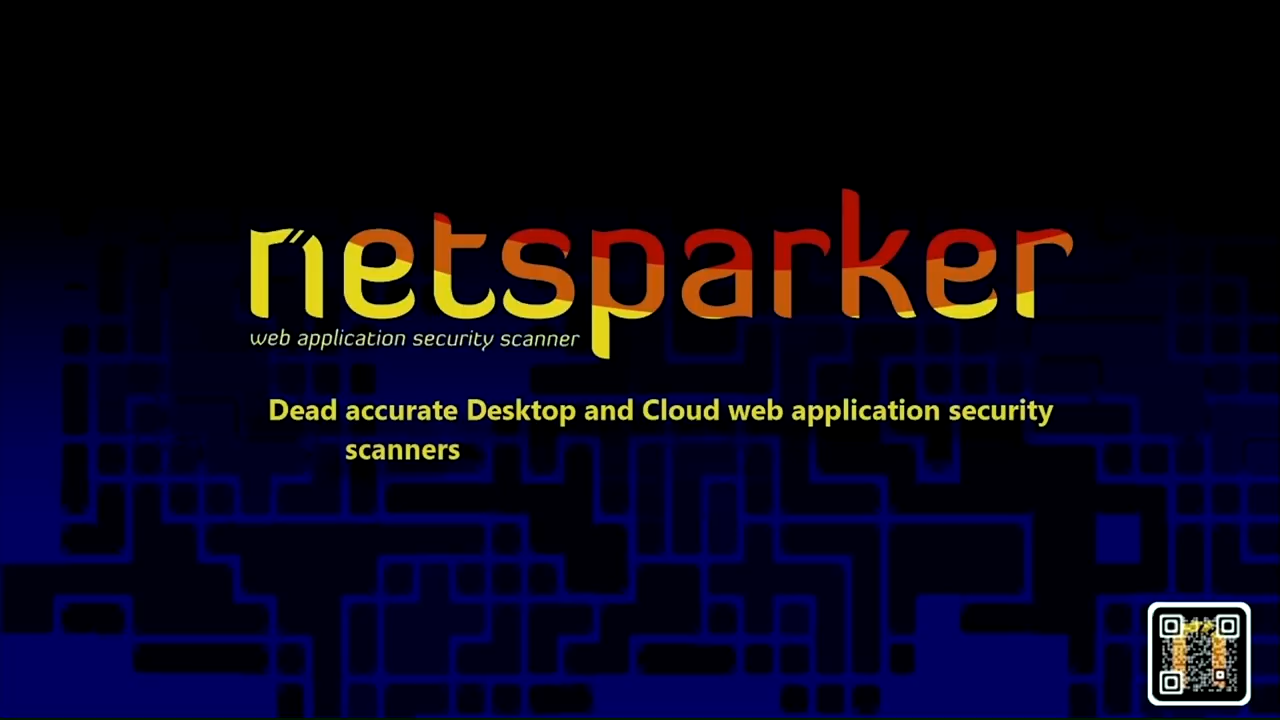 netsparker
web application security scanner
Dead accurate Desktop and Cloud web application security
scanners